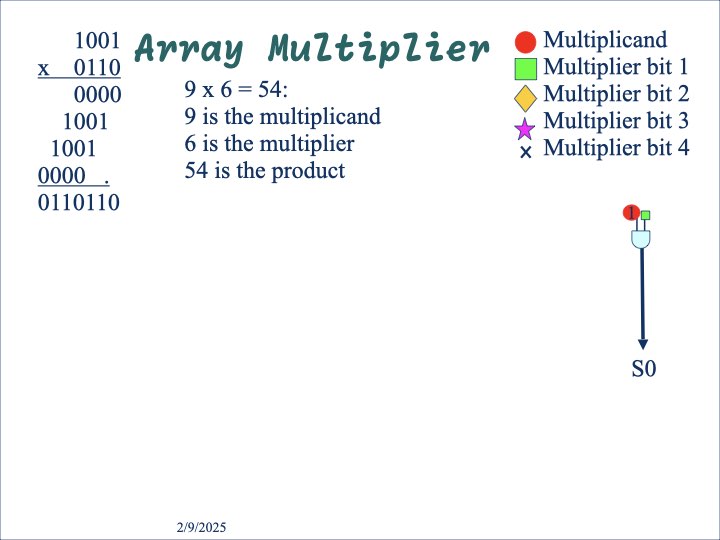 Array Multiplier
1001
x 0110
0000
1001
1001
0000 .
0110110
9 x 6 = 54:
9 is the multiplicand
6 is the multiplier
54 is the product
Multiplicand
Multiplier bit 1
Multiplier bit 2
Multiplier bit 3
x Multiplier bit 4
1
S0
2/9/2025